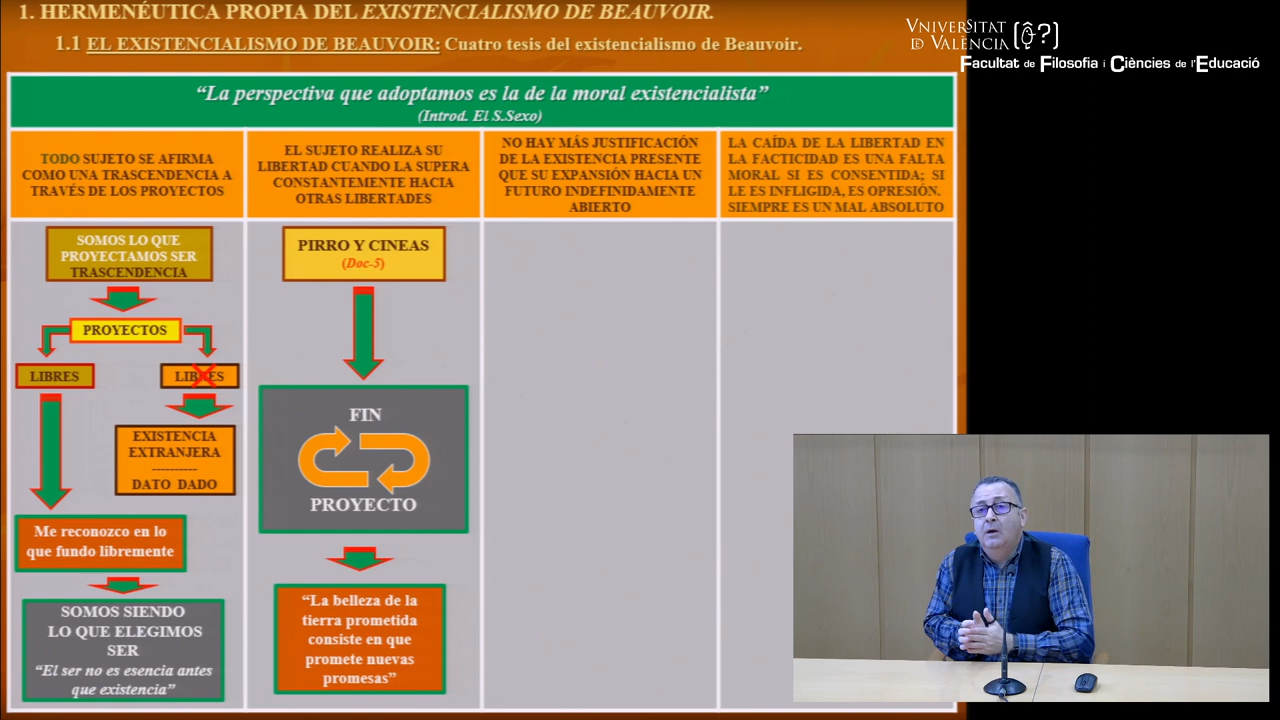 1. HERMENÉUTICA PROPIA DEL EXISTENCIALISMO DE BEAUVOIR.
1.1 EL EXISTENCIALISMO DE BEAUVOIR: Cuatro tesis del existencialismo de Beauvoir.
VNIVERSITAT
DE VALÈNCIA
Facultat de Filosofia i Ciències de l'Educació
“La perspectiva que adoptamos es la de la moral existencialista”
(Introd. El S.Sexo)
TODO SUJETO SE AFIRMA
COMO UNA TRASCENDENCIA A
TRAVÉS DE LOS PROYECTOS
EL SUJETO REALIZA SU
LIBERTAD CUANDO LA SUPERA
CONSTANTEMENTE HACIA
OTRAS LIBERTADES
NO HAY MÁS JUSTIFICACIÓN
DE LA EXISTENCIA PRESENTE
QUE SU EXPANSIÓN HACIA UN
FUTURO INDEFINIDAMENTE
ABIERTO
LA CAÍDA DE LA LIBERTAD EN
LA FACTICIDAD ES UNA FALTA
MORAL SI ES CONSENTIDA; SI
LE ES INFLIGIDA, ES OPRESIÓN.
SIEMPRE ES UN MAL ABSOLUTO
SOMOS LO QUE
PROYECTAMOS SER
TRASCENDENCIA
PROYECTOS
LIBRES
LIBRES
EXISTENCIA
EXTRANJERA
----------
DATO DADO
Me reconozco en lo
que fundo libremente
SOMOS SIENDO
LO QUE ELEGIMOS
SER
“El ser no es esencia antes
que existencia”
PIRRO Y CINEAS
(Doc-5)
FIN
PROYECTO
“La belleza de la
tierra prometida
consiste en que
promete nuevas
promesas”